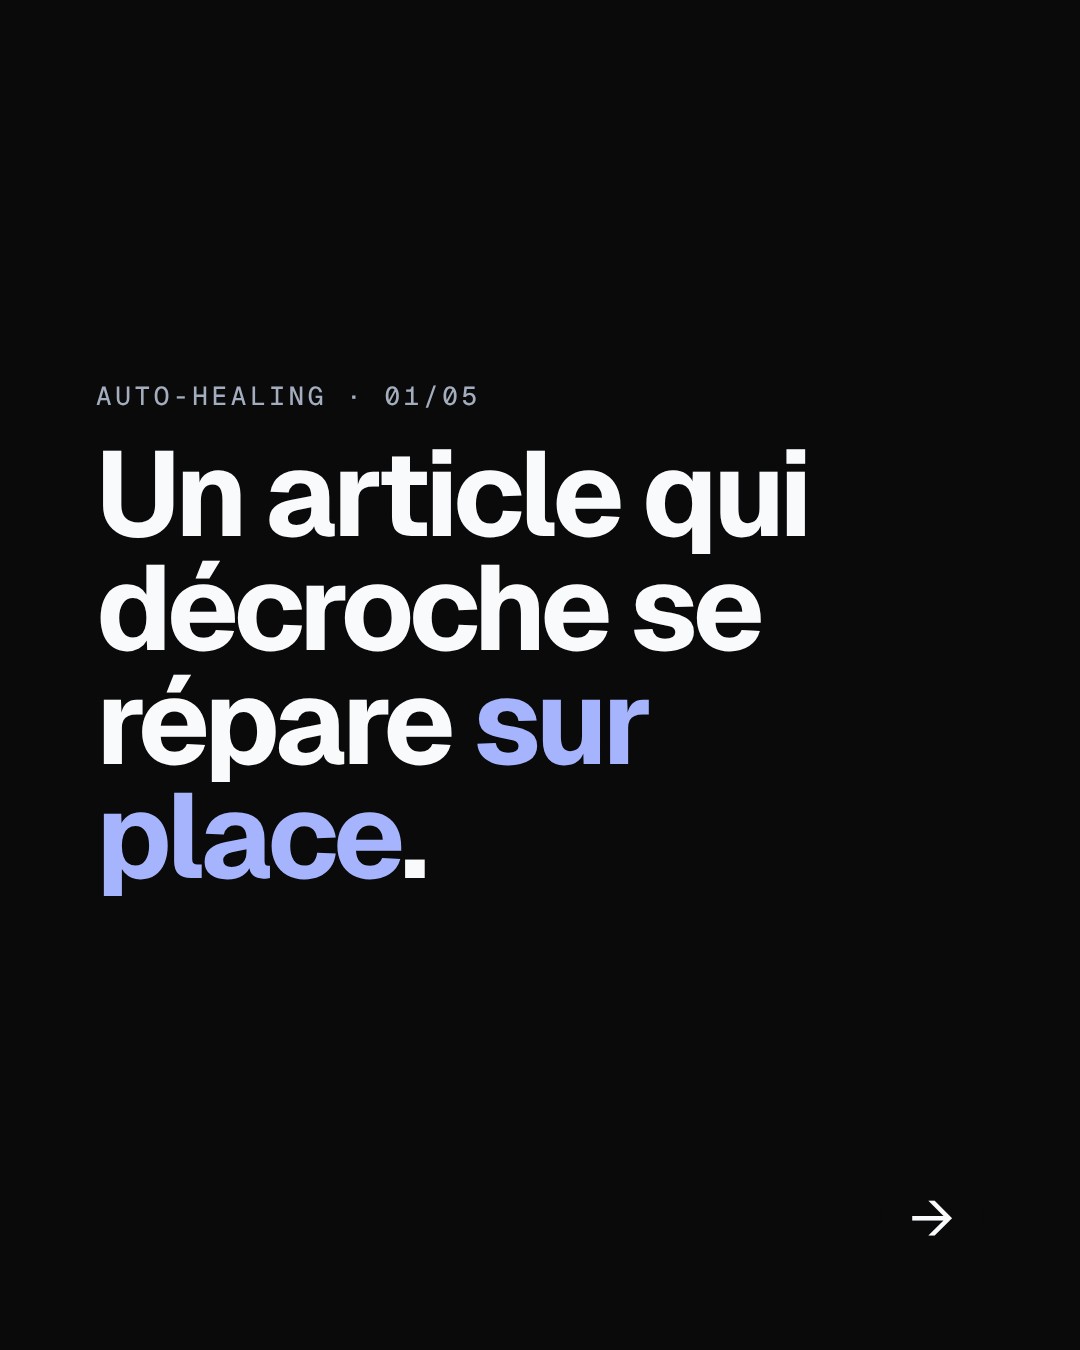 AUTO-HEALING · 01/05
Un article qui
décroche se
répare sur
place.
→